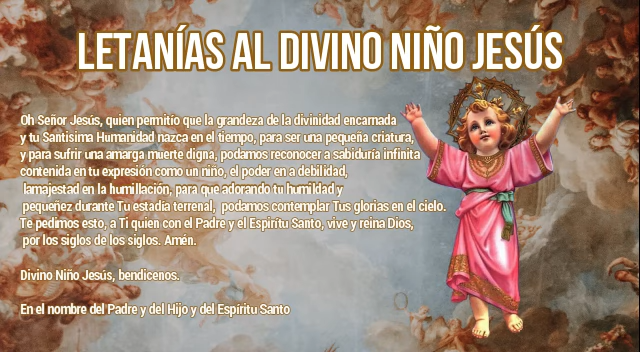 LETANÍAS AL DIVINO NIÑO JESÚS
Oh Señor Jesús, quien permitío que la grandeza de la divinidad encarnada
y tu Santisima Humanidad nazca en el tiempo, para ser una pequeña criatura,
y para sufrir una amarga muerte digna, podamos reconocer a sabiduría infinita
contenida en tu expresión como un niño, el poder en a debilidad,
lamajestad en la humillación, para que adorando tu humildad y
pequeñez durante Tu estadía terrenal, podamos contemplar Tus glorias en el cielo.
Te pedimos esto, a Ti quien con el Padre y el Espiritu Santo, vive y reina Dios,
por los siglos de los siglos. Amén.
Divino Niño Jesús, bendicenos.
En el nombre del Padre y del Hijo y del Espíritu Santo